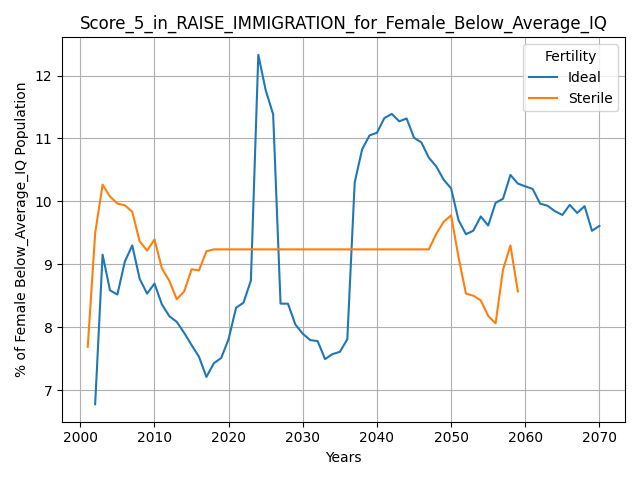 Score_5_in_RAISE_IMMIGRATION_for_Female_Below_Average_IQ
% of Female Below_Average_IQ Population
12
11
10
9
8
7
Fertility
Ideal
Sterile
2000 2010 2020 2030 2040 2050 2060 2070
Years